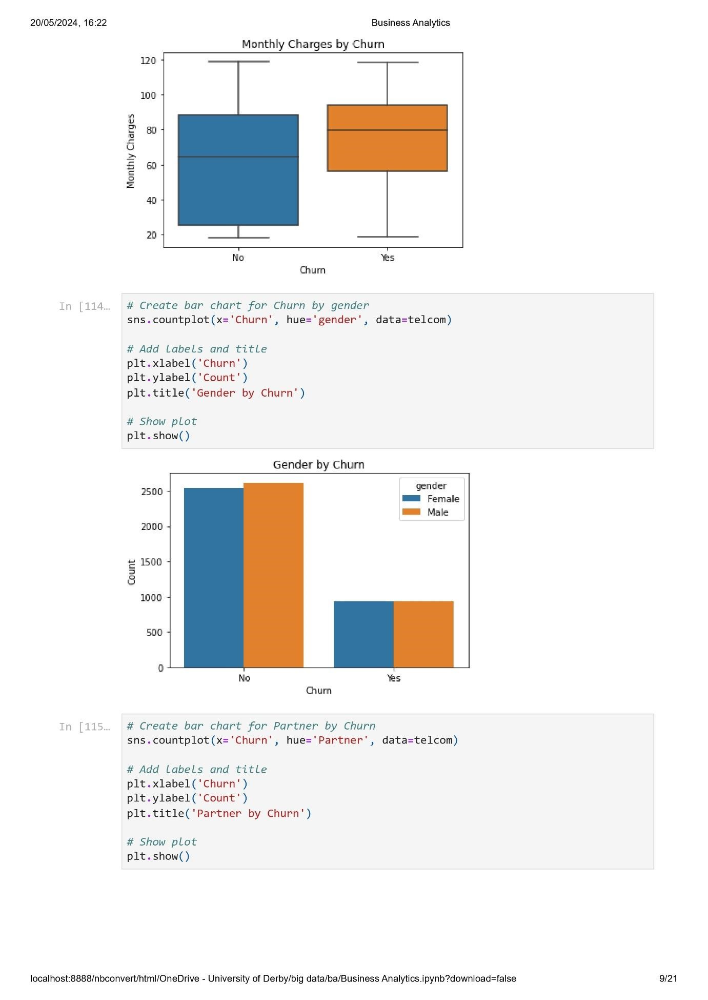 20/05/2024, 16:22
Business Analytics
Monthly Charges by Churn
120
100
80
60
40
20
Monthly Charges
No
Yes
Churn
In [114…
# Create bar chart for Churn by gender
sns.countplot(x='Churn', hue='gender', data=telcom)
# Add labels and title
plt.xlabel('Churn')
plt.ylabel('Count')
plt.title('Gender by Churn')
# Show plot
plt.show()
Gender by Churn
gender
Female
Male
2500
2000
1500
1000
500
0
Count
No
Yes
Churn
In [115…
# Create bar chart for Partner by Churn
sns.countplot(x='Churn', hue='Partner', data=telcom)
# Add labels and title
plt.xlabel('Churn')
plt.ylabel('Count')
plt.title('Partner by Churn')
# Show plot
plt.show()
localhost:8888/nbconvert/html/OneDrive - University of Derby/big data/ba/Business Analytics.ipynb?download=false
9/21